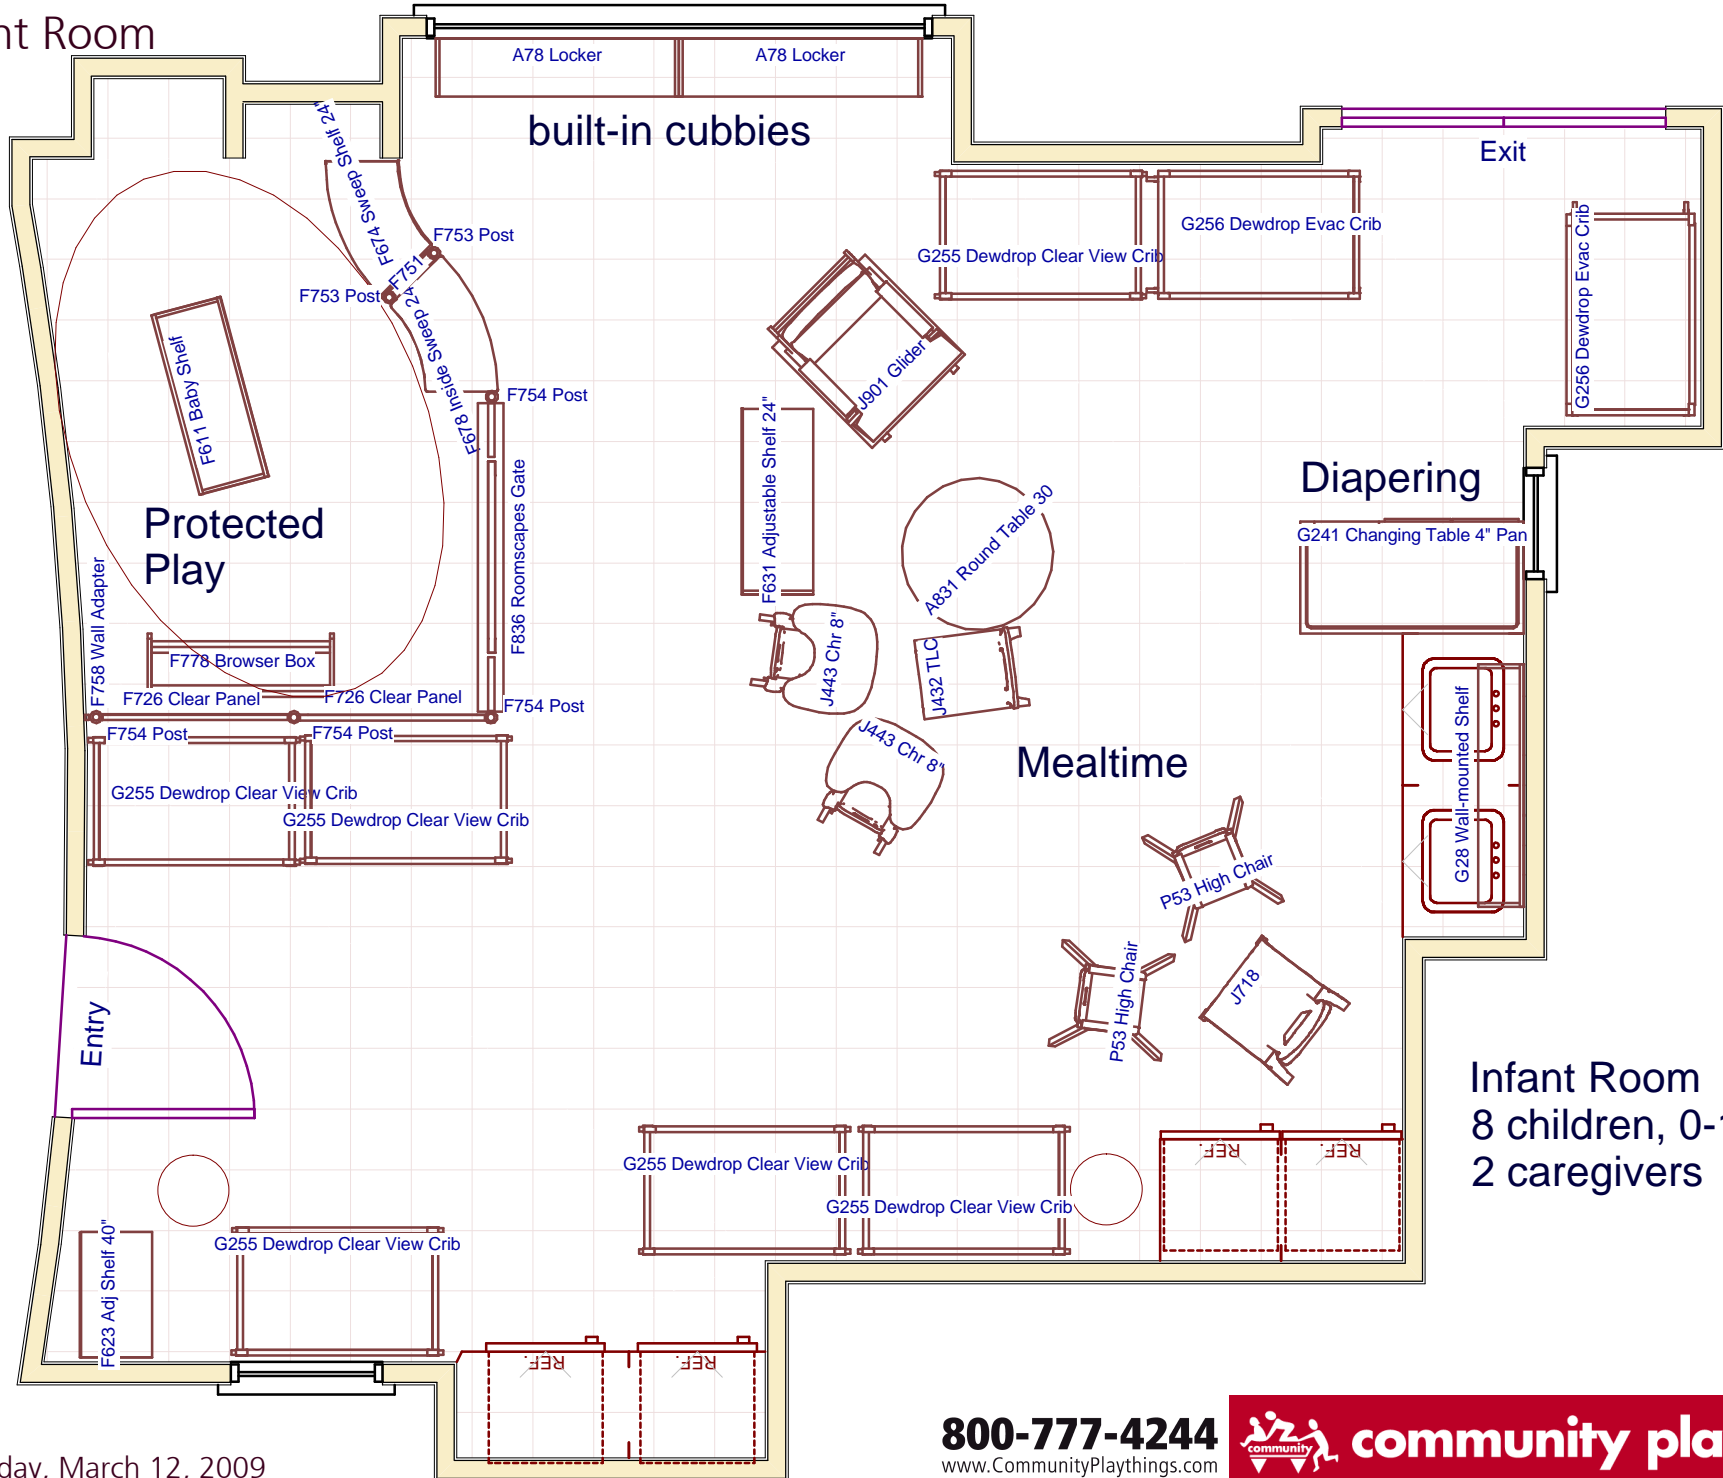 nt Room
A78 Locker
A78 Locker
built-in cubbies
Exit
F674 Sweep Shelf 24"
F753 Post
F751
F753 Post
F678 Inside Sweep 24"
G255 Dewdrop Clear View Crib
G256 Dewdrop Evac Crib
G256 Dewdrop Evac Crib
F611 Baby Shelf
J901 Glider
F754 Post
F631 Adjustable Shelf 24"
F836 Roomscapes Gate
A831 Round Table 30
Diapering
G241 Changing Table 4" Pan
Protected
Play
F758 Wall Adapter
F778 Browser Box
F726 Clear Panel
F726 Clear Panel
F754 Post
F754 Post
F754 Post
J443 Chr 8"
J432 TLC
J443 Chr 8"
Mealtime
G28 Wall-mounted Shelf
G255 Dewdrop Clear View Crib
G255 Dewdrop Clear View Crib
P53 High Chair
P53 High Chair
J718
Entry
Infant Room
8 children, 0-1
2 caregivers
G255 Dewdrop Clear View Crib
G255 Dewdrop Clear View Crib
REF.
REF.
F623 Adj Shelf 40"
G255 Dewdrop Clear View Crib
REF.
REF.
800-777-4244
www.CommunityPlaythings.com
community
community pla
day, March 12, 2009